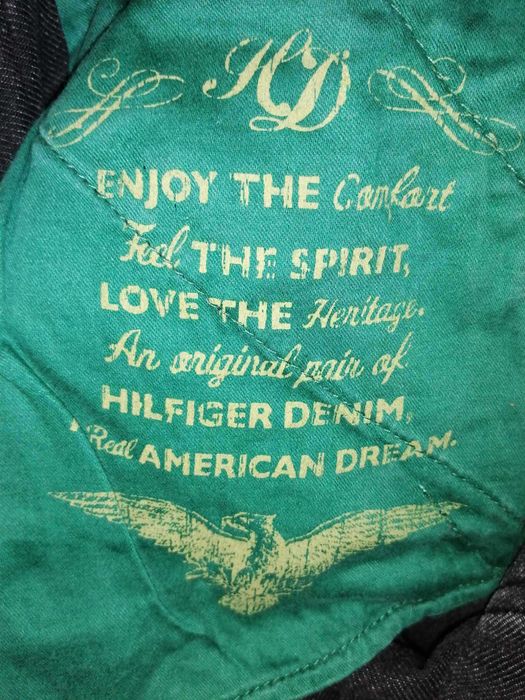 HD
ENJOY THE Comfort
Feel THE SPIRIT,
LOVE THE Heritage.
An original pair of
HILFIGER DENIM,
A Real AMERICAN DREAM.